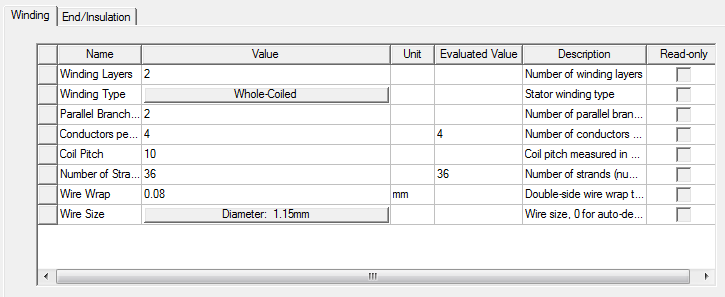 Winding End/Insulation
Name Value Unit Evaluated Value Description Read-only
Winding Layers 2 Number of winding layers
Winding Type Whole-Coiled Stator winding type
Parallel Branch... 2 Number of parallel bran...
Conductors pe... 4 4 Number of conductors ...
Coil Pitch 10 Coil pitch measured in ...
Number of Stra... 36 36 Number of strands (nu...
Wire Wrap 0.08 mm Double-side wire wrap t...
Wire Size Diameter: 1.15mm Wire size, 0 for auto-de...